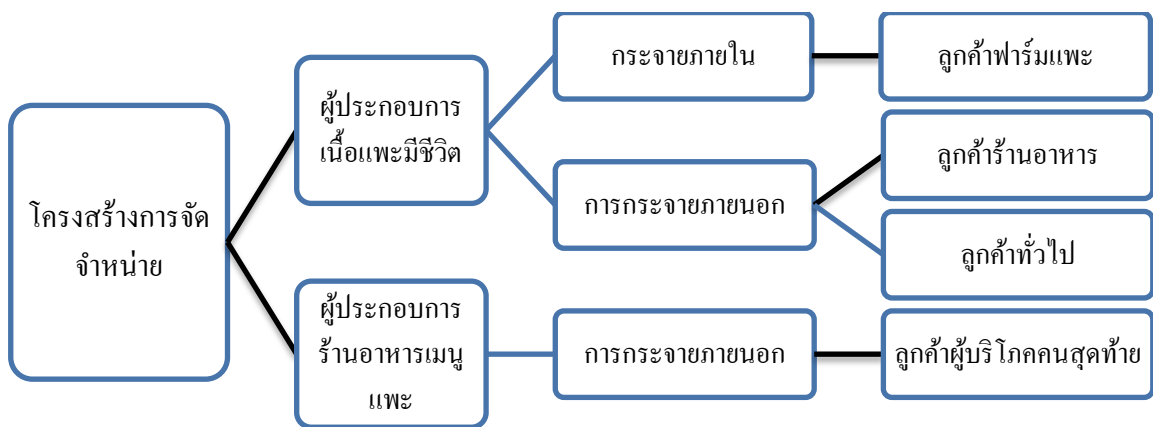 โครงสร้างการจัด
จำหน่าย
ผู้ประกอบการ
เนื้อแพะมีชีวิต
กระจายภายใน
ลูกค้าฟาร์มแพะ
การกระจายภายนอก
ลูกค้าร้านอาหาร
ลูกค้าทั่วไป
ผู้ประกอบการ
ร้านอาหารเมนู
แพะ
การกระจายภายนอก
ลูกค้าผู้บริโภคคนสุดท้าย